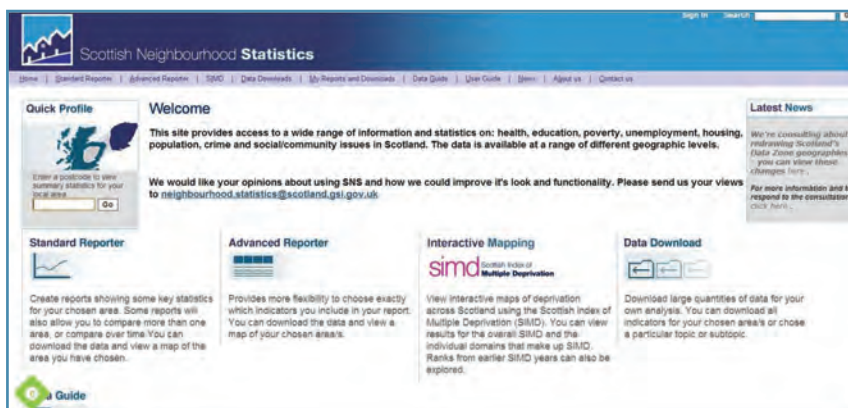 Sign In Search
Scottish Neighbourhood Statistics
Home | Standard Reporter | Advanced Reporter | SIMD | Data Downloads | My Reports and Downloads | Data Guide | User Guide | News | About us | Contact us
Quick Profile
Enter a postcode to view
summary statistics for your
local area
Go
Welcome
This site provides access to a wide range of information and statistics on: health, education, poverty, unemployment, housing,
population, crime and social/community issues in Scotland. The data is available at a range of different geographic levels.
We would like your opinions about using SNS and how we could improve it's look and functionality. Please send us your views
to neighbourhood.statistics@scotland.gsi.gov.uk
Latest News
We're consulting about
redrawing Scotland's
Data Zone geographies
- you can view these
changes here .
For more information and to
respond to the consultation
click here .
Standard Reporter
Create reports showing some key statistics
for your chosen area. Some reports will
also allow you to compare more than one
area, or compare over time.You can
download the data and view a map of the
area you have chosen.
Advanced Reporter
Provides more flexibility to choose exactly
which indicators you include in your report.
You can download the data and view a
map of your chosen area/s.
Interactive Mapping
simd Scottish Index of
Multiple Deprivation
View interactive maps of deprivation
across Scotland using the Scottish Index of
Multiple Deprivation (SIMD). You can view
results for the overall SIMD and the
individual domains that make up SIMD.
Ranks from earlier SIMD years can also be
explored.
Data Download
Download large quantities of data for your
own analysis. You can download all
indicators for your chosen area/s or chose
a particular topic or subtopic.
Guide